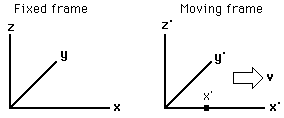 Fixed frame
Moving frame
z
y
x
z'
y'
x'
v
x'